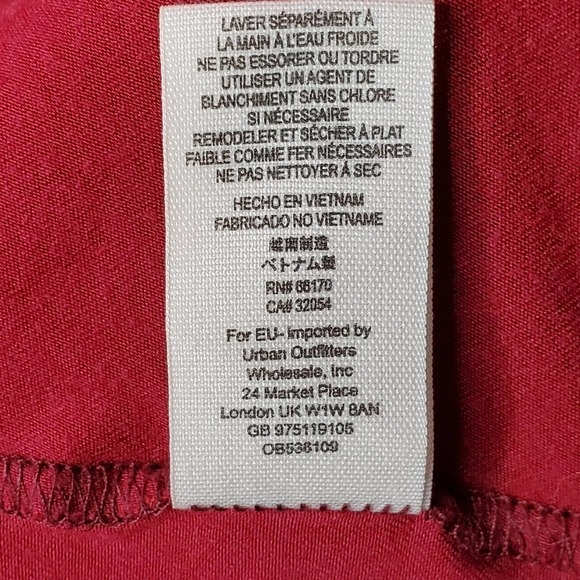 LAVER SÉPARÉMENT À
LA MAIN À L'EAU FROIDE
NE PAS ESSORER OU TORDRE
UTILISER UN AGENT DE
BLANCHIMENT SANS CHLORE
SI NÉCESSAIRE
REMODELER ET SÉCHER À PLAT
FAIBLE COMME FER NÉCESSAIRES
NE PAS NETTOYER À SEC
HECHO EN VIETNAM
FABRICADO NO VIETNAME
越南制造
ベトナム製
RN# 66170
CA# 32054
For EU- Imported by
Urban Outfitters
Wholesale, Inc
24 Market Place
London UK W1W 8AN
GB 975119105
OB536109